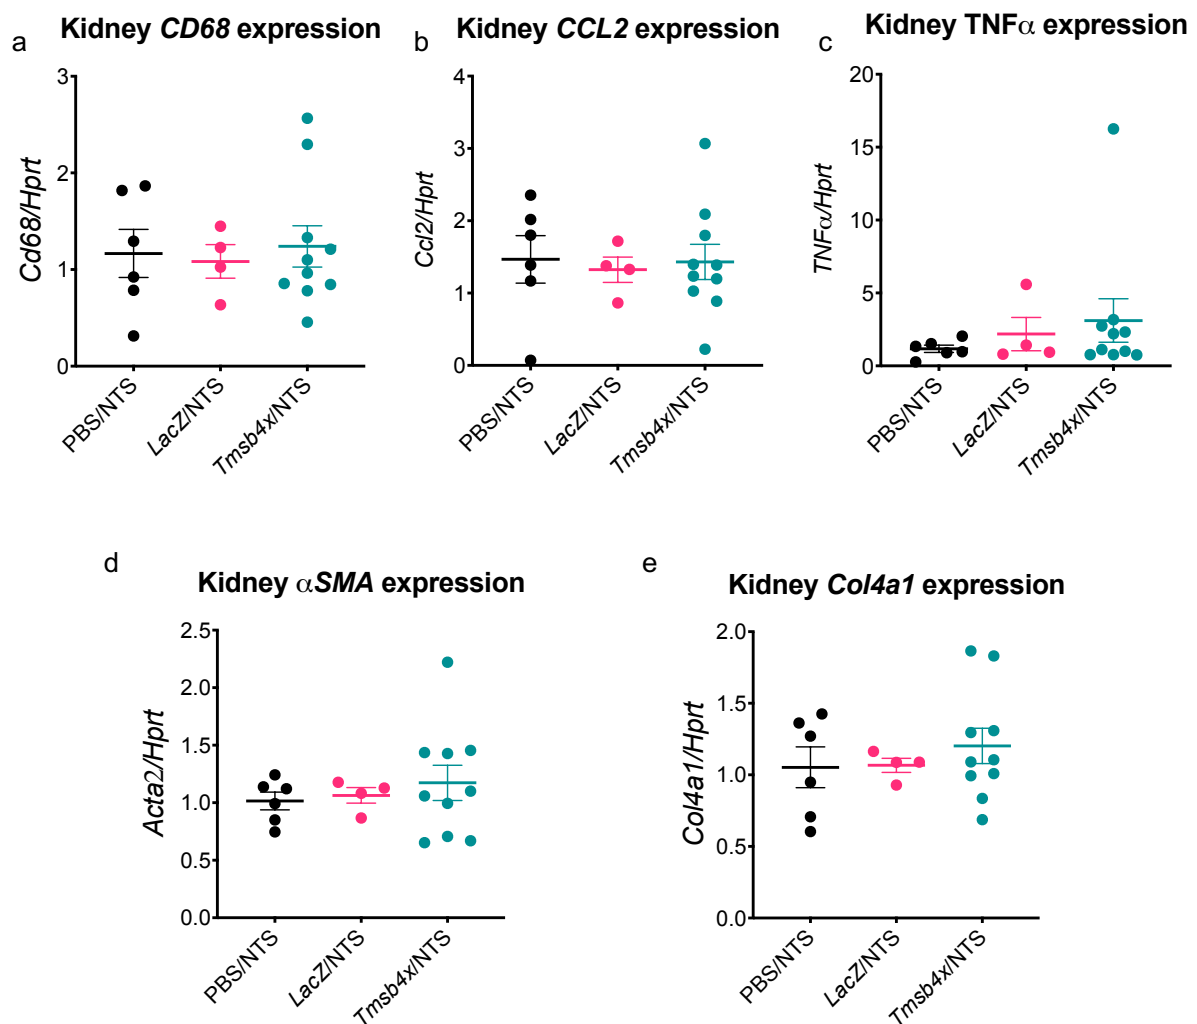 a
Kidney CD68 expression
3
2
1
0
Cd68/Hprt
PBS/NTS
LacZ/NTS
Tmsb4x/NTS
b
Kidney CCL2 expression
4
3
2
1
0
Ccl2/Hprt
PBS/NTS
LacZ/NTS
Tmsb4x/NTS
c
Kidney TNFα expression
20
15
10
5
0
TNFα/Hprt
PBS/NTS
LacZ/NTS
Tmsb4x/NTS
d
Kidney αSMA expression
2.5
2.0
1.5
1.0
0.5
0.0
Acta2/Hprt
PBS/NTS
LacZ/NTS
Tmsb4x/NTS
e
Kidney Col4a1 expression
2.0
1.5
1.0
0.5
0.0
Col4a1/Hprt
PBS/NTS
LacZ/NTS
Tmsb4x/NTS